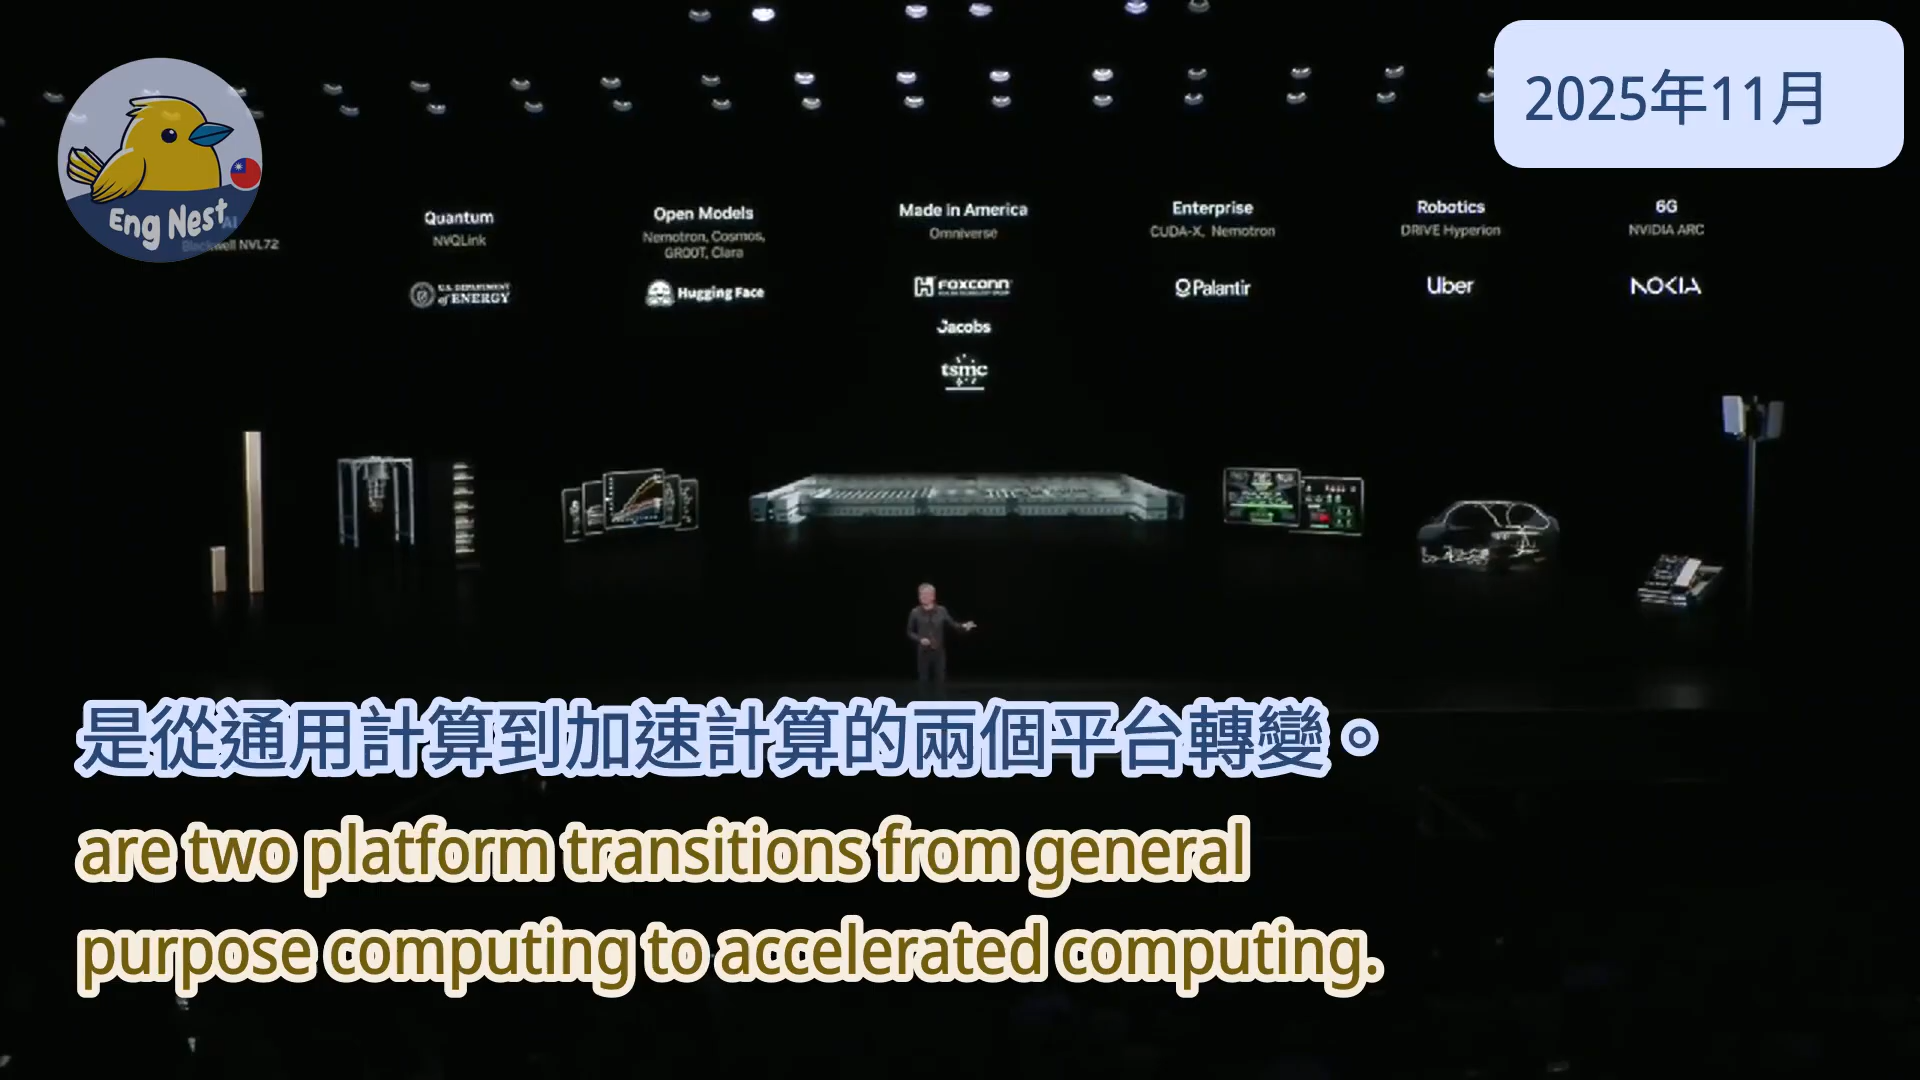 2025年11月
Eng Nest
AI
Blackwell NVL72
Quantum
NVQLink
U.S. DEPARTMENT
of ENERGY
Open Models
Nemotron, Cosmos,
GR00T, Clara
Hugging Face
Made in America
Omniverse
FOXCONN
Jacobs
tsmc
Enterprise
CUDA-X, Nemotron
Palantir
Robotics
DRIVE Hyperion
Uber
6G
NVIDIA ARC
NOKIA
是從通用計算到加速計算的兩個平台轉變。
are two platform transitions from general
purpose computing to accelerated computing.